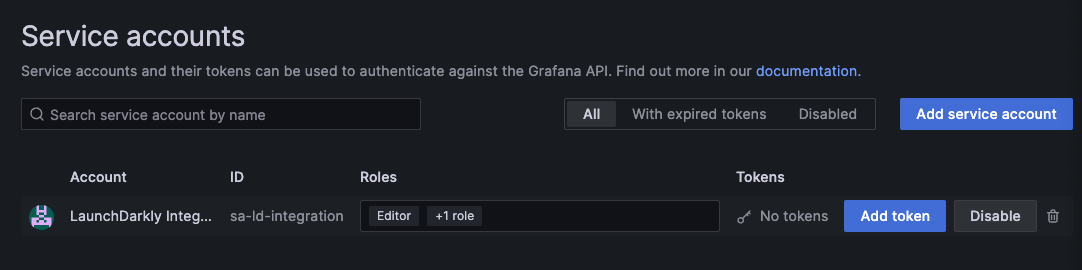 Service accounts
Service accounts and their tokens can be used to authenticate against the Grafana API. Find out more in our documentation.
Search service account by name
All With expired tokens Disabled
Add service account
Account ID Roles Tokens
LaunchDarkly Integ... sa-ld-integration Editor +1 role No tokens Add token Disable